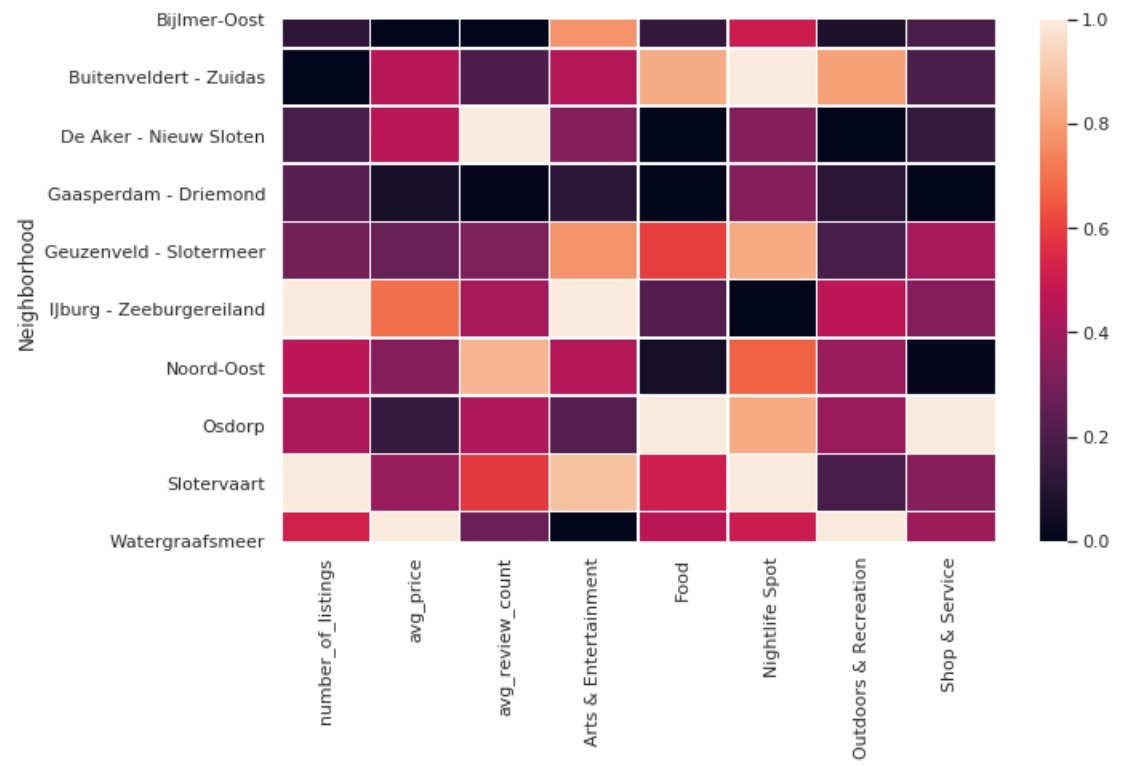 Neighborhood
Bijlmer-Oost
Buitenveldert - Zuidas
De Aker - Nieuw Sloten
Gaasperdam - Driemond
Geuzenveld - Slotermeer
IJburg - Zeeburgereiland
Noord-Oost
Osdorp
Slotervaart
Watergraafsmeer
number_of_listings
avg_price
avg_review_count
Arts & Entertainment
Food
Nightlife Spot
Outdoors & Recreation
Shop & Service
1.0
0.8
0.6
0.4
0.2
0.0